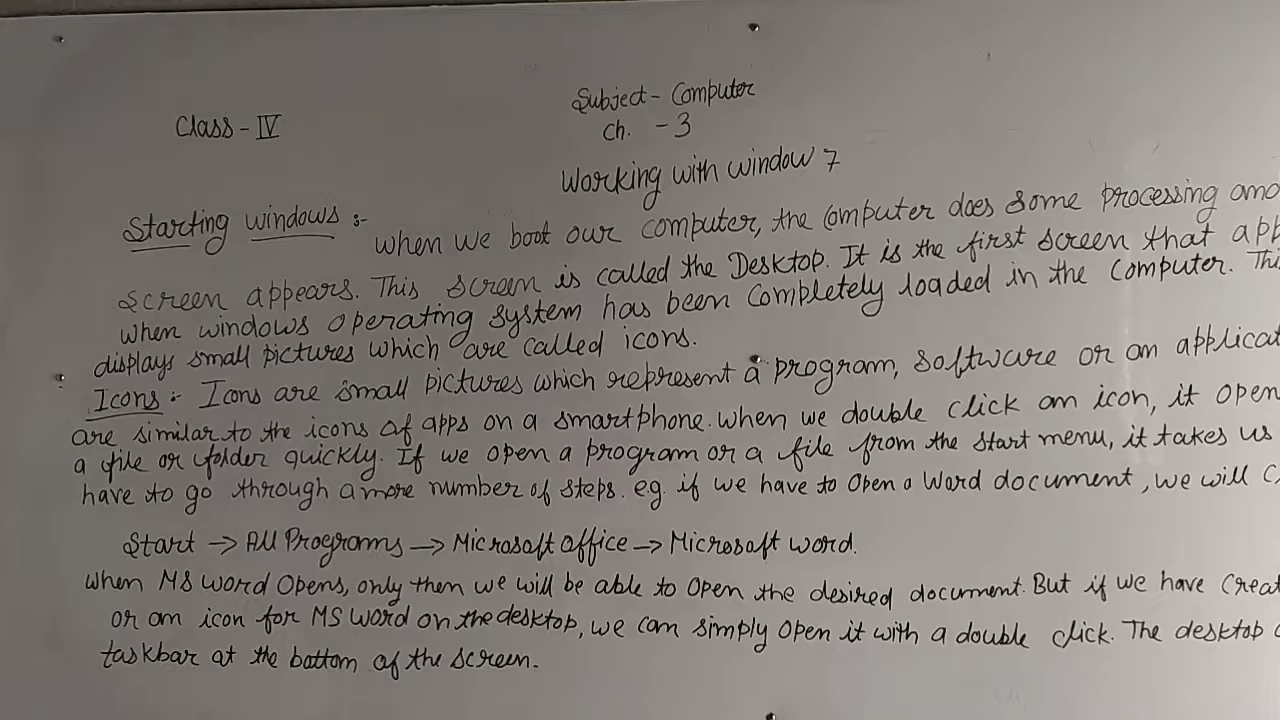 Subject - Computer
Class - IV
Ch. - 3
Working with window 7
Starting windows :- when we boot our computer, the computer does some processing and
screen appears. This screen is called the Desktop. It is the first screen that app
when windows operating system has been completely loaded in the computer. Thi
displays small pictures which are called icons.
Icons :- Icons are small pictures which represent a program, software or an applicat
are similar to the icons of apps on a smartphone. When we double click an icon, it open
a file or folder quickly. If we open a program or a file from the start menu, it takes us
have to go through a more number of steps. eg. if we have to open a Word document, we will c
Start → All Programs → Microsoft office → Microsoft word.
When MS word opens, only then we will be able to open the desired document. But if we have creat
or an icon for MS word on the desktop, we can simply open it with a double click. The desktop
taskbar at the bottom of the screen.